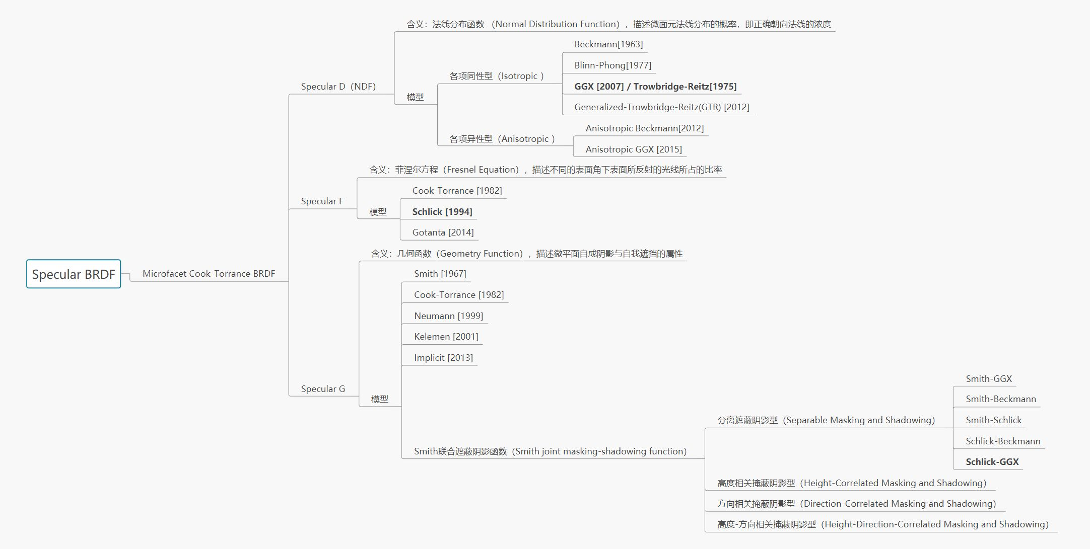 Specular BRDF
Microfacet Cook-Torrance BRDF
Specular D（NDF）
含义：法线分布函数 （Normal Distribution Function），描述微面元法线分布的概率，即正确朝向法线的浓度
模型
各项同性型（Isotropic ）
Beckmann[1963]
Blinn-Phong[1977]
GGX [2007] / Trowbridge-Reitz[1975]
Generalized-Trowbridge-Reitz(GTR) [2012]
各项异性型（Anisotropic ）
Anisotropic Beckmann[2012]
Anisotropic GGX [2015]
Specular F
含义：菲涅尔方程（Fresnel Equation），描述不同的表面角下表面所反射的光线所占的比率
模型
Cook-Torrance [1982]
Schlick [1994]
Gotanta [2014]
Specular G
含义：几何函数（Geometry Function），描述微平面自成阴影与自我遮挡的属性
模型
Smith [1967]
Cook-Torrance [1982]
Neumann [1999]
Kelemen [2001]
Implicit [2013]
Smith联合遮蔽阴影函数（Smith joint masking-shadowing function）
分离遮蔽阴影型（Separable Masking and Shadowing）
Smith-GGX
Smith-Beckmann
Smith-Schlick
Schlick-Beckmann
Schlick-GGX
高度相关掩蔽阴影型（Height-Correlated Masking and Shadowing）
方向相关掩蔽阴影型（Direction-Correlated Masking and Shadowing）
高度-方向相关掩蔽阴影型（Height-Direction-Correlated Masking and Shadowing）